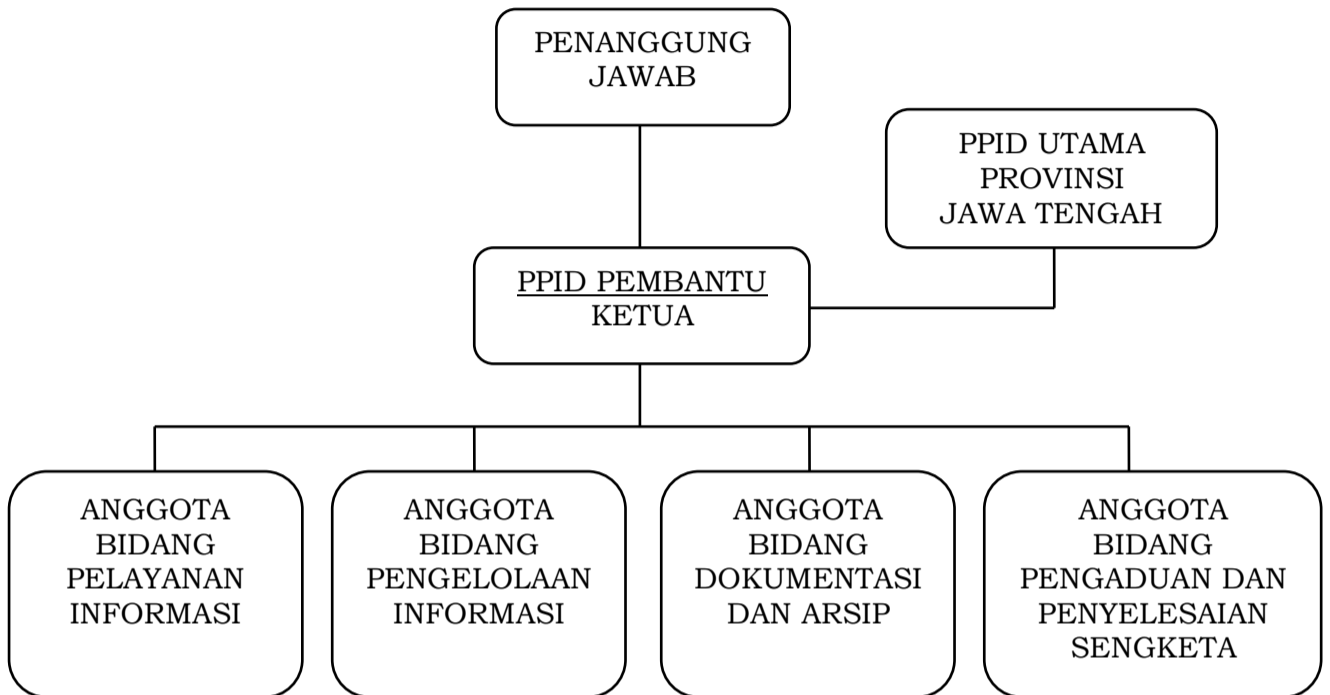 PENANGGUNG
JAWAB
PPID UTAMA
PROVINSI
JAWA TENGAH
PPID PEMBANTU
KETUA
ANGGOTA
BIDANG
PELAYANAN
INFORMASI
ANGGOTA
BIDANG
PENGELOLAAN
INFORMASI
ANGGOTA
BIDANG
DOKUMENTASI
DAN ARSIP
ANGGOTA
BIDANG
PENGADUAN DAN
PENYELESAIAN
SENGKETA